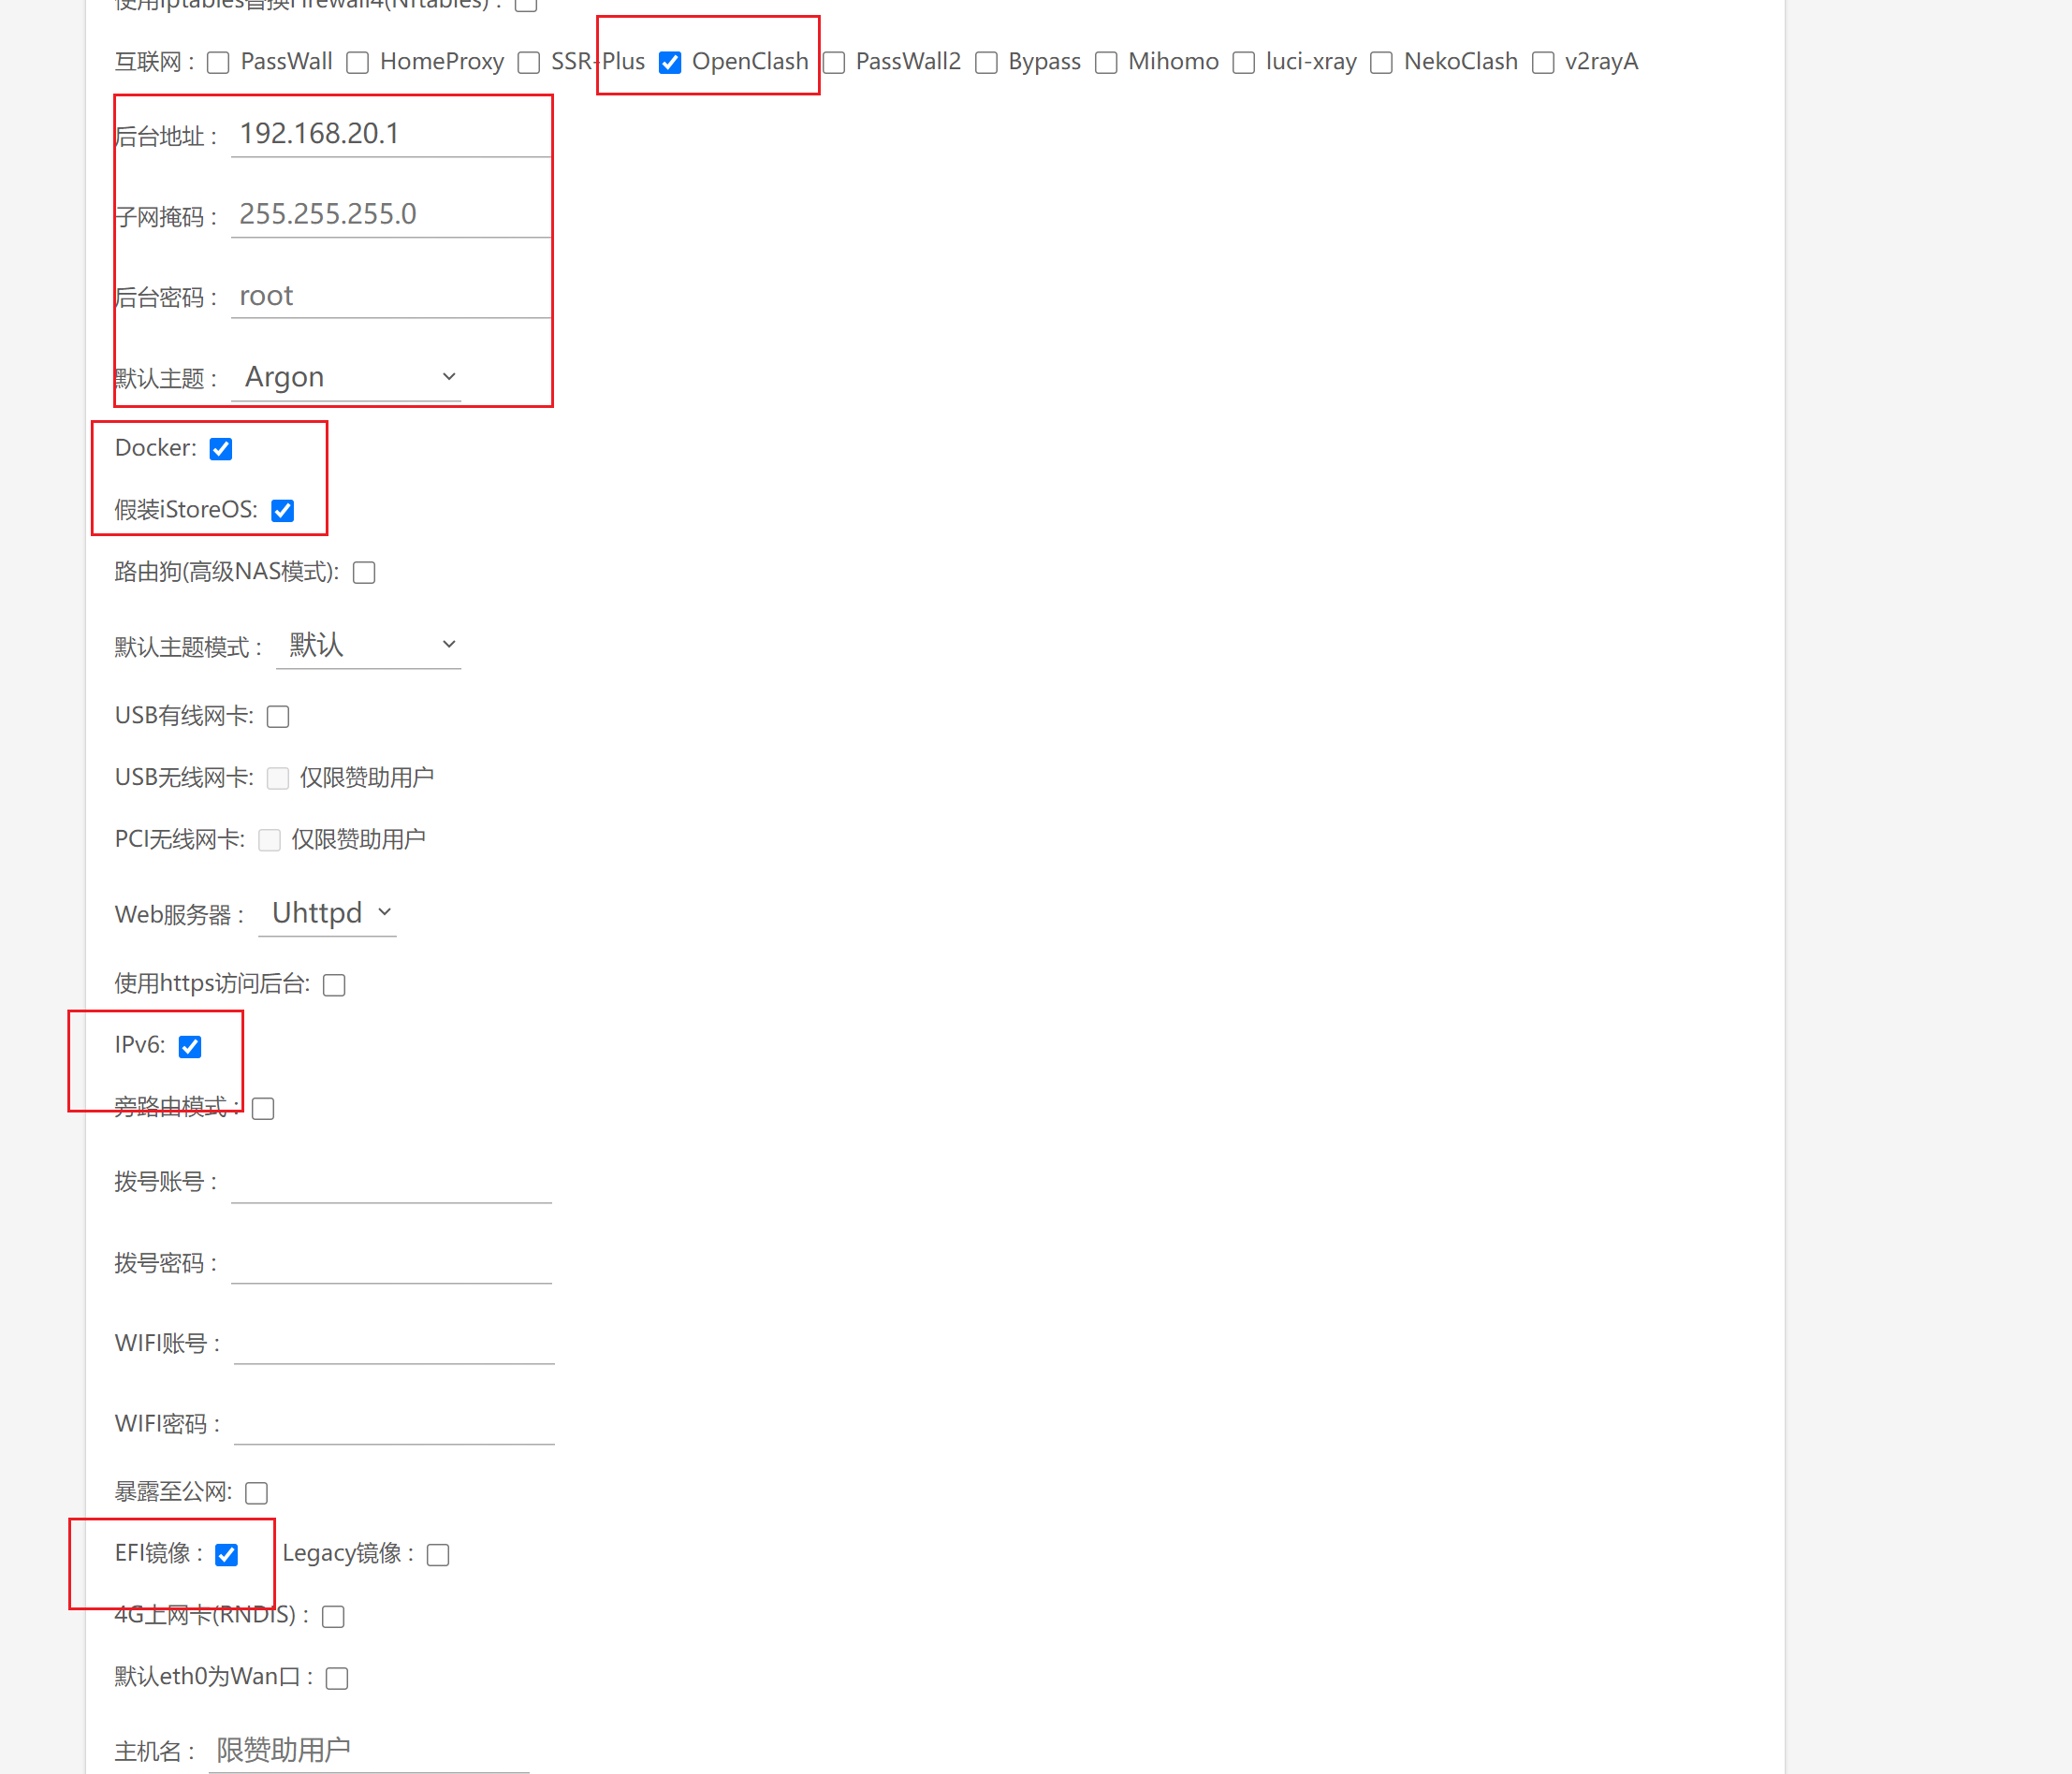 使用Iptables替换Firewall4(Nftables) :
互联网 : PassWall HomeProxy SSR-Plus OpenClash PassWall2 Bypass Mihomo luci-xray NekoClash v2rayA
后台地址 : 192.168.20.1
子网掩码 : 255.255.255.0
后台密码 : root
默认主题 : Argon
Docker:
假装iStoreOS:
路由狗(高级NAS模式):
默认主题模式 : 默认
USB有线网卡:
USB无线网卡: 仅限赞助用户
PCI无线网卡: 仅限赞助用户
Web服务器 : Uhttpd
使用https访问后台:
IPv6:
旁路由模式 :
拨号账号 :
拨号密码 :
WIFI账号 :
WIFI密码 :
暴露至公网:
EFI镜像 : Legacy镜像 :
4G上网卡(RNDIS) :
默认eth0为Wan口 :
主机名 : 限赞助用户